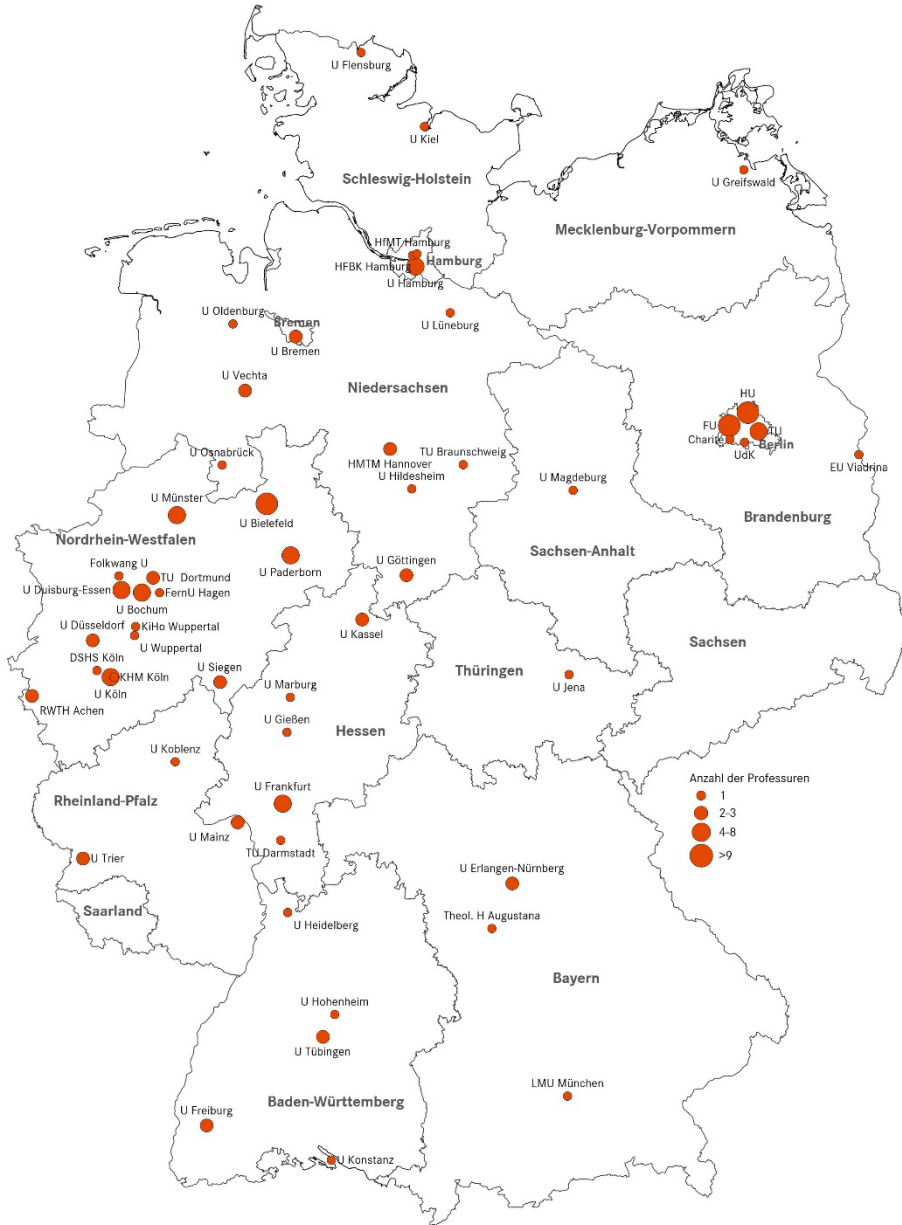 U Flensburg
U Kiel
U Greifswald
Schleswig-Holstein
Mecklenburg-Vorpommern
HfMT Hamburg
Hamburg
HFBK Hamburg
U Hamburg
U Oldenburg
U Lüneburg
Bremen
U Bremen
U Vechta
Niedersachsen
HU
FU
TU
Charité
Berlin
UdK
EU Viadrina
U Osnabrück
HMTM Hannover
TU Braunschweig
U Hildesheim
U Magdeburg
U Münster
U Bielefeld
Brandenburg
Nordrhein-Westfalen
Sachsen-Anhalt
U Paderborn
U Göttingen
Folkwang U
TU Dortmund
U Duisburg-Essen
FernU Hagen
U Bochum
U Düsseldorf
KiHo Wuppertal
U Wuppertal
U Kassel
Sachsen
DSHS Köln
KHM Köln
U Köln
U Siegen
Thüringen
U Jena
U Marburg
RWTH Achen
U Gießen
Hessen
U Koblenz
Anzahl der Professuren
1
2-3
4-8
>9
U Frankfurt
Rheinland-Pfalz
U Mainz
TU Darmstadt
U Trier
U Erlangen-Nürnberg
Saarland
Theol. H Augustana
U Heidelberg
Bayern
U Hohenheim
U Tübingen
LMU München
Baden-Württemberg
U Freiburg
U Konstanz